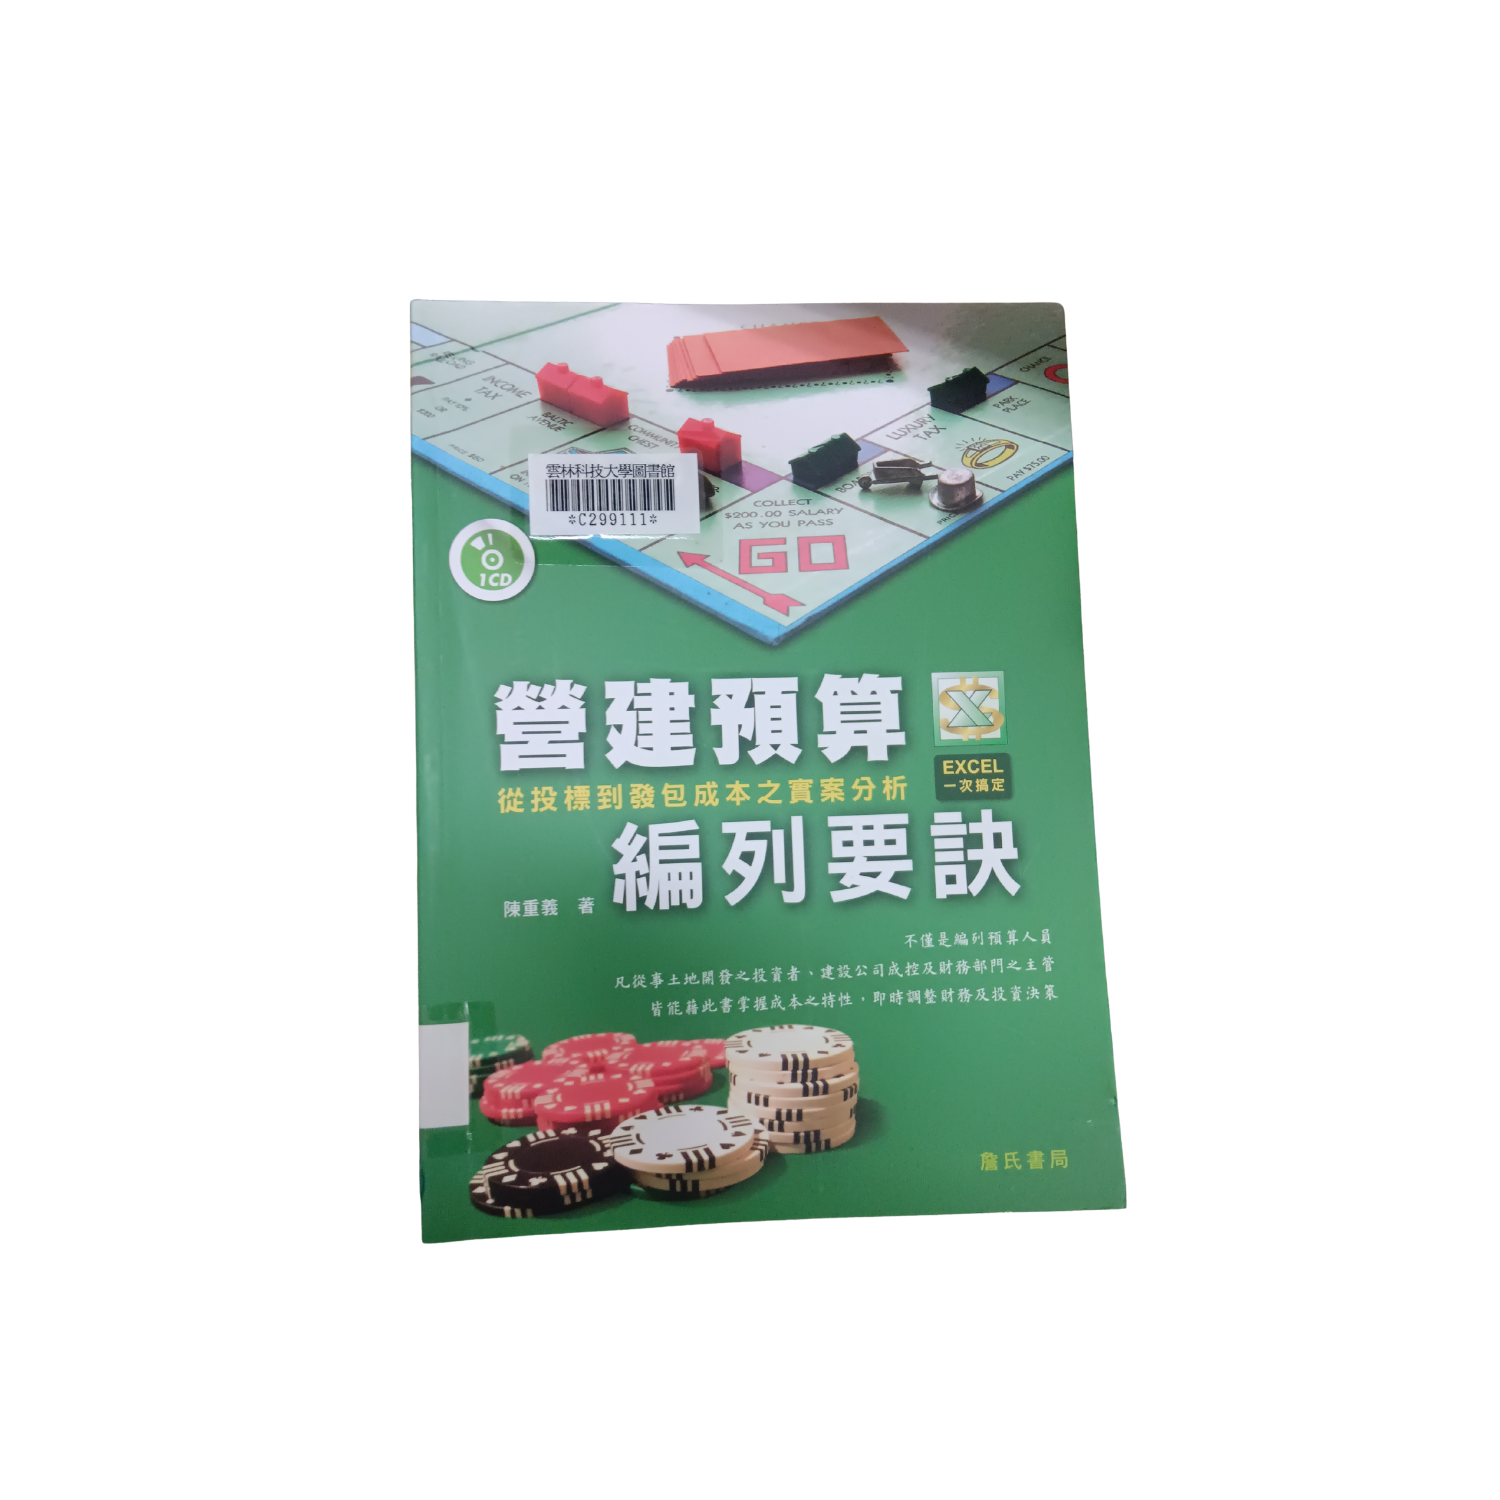 INCOME
TAX
BALTIC
AVENUE
COMMUNITY
CHEST
CHANCE
PARK
PLACE
LUXURY
TAX
PAY $75.00
雲林科技大學圖書館
*C299111*
COLLECT
$200.00 SALARY
AS YOU PASS
GO
1CD
營建預算
EXCEL
一次搞定
從投標到發包成本之實案分析
編列要訣
陳重義 著
不僅是編列預算人員
凡從事土地開發之投資者、建設公司成控及財務部門之主管
皆能藉此書掌握成本之特性，即時調整財務及投資決策
詹氏書局